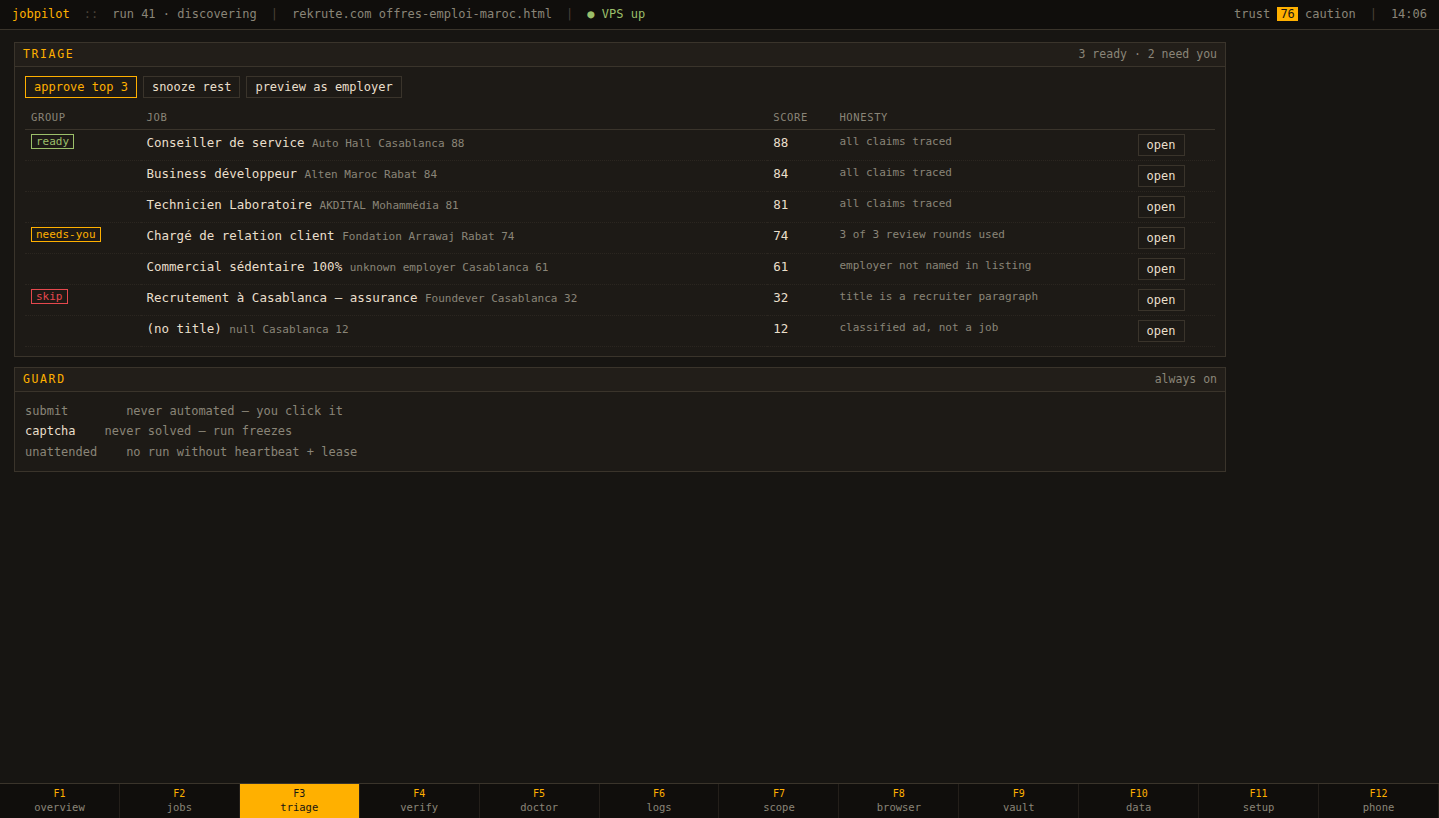 jobpilot :: run 41 · discovering | rekrute.com offres-emploi-maroc.html | ● VPS up trust 76 caution | 14:06
TRIAGE 3 ready · 2 need you
approve top 3 snooze rest preview as employer
GROUP JOB SCORE HONESTY
ready Conseiller de service Auto Hall Casablanca 88 88 all claims traced open
Business développeur Alten Maroc Rabat 84 84 all claims traced open
Technicien Laboratoire AKDITAL Mohammédia 81 81 all claims traced open
needs-you Chargé de relation client Fondation Arrawaj Rabat 74 74 3 of 3 review rounds used open
Commercial sédentaire 100% unknown employer Casablanca 61 61 employer not named in listing open
skip Recrutement à Casablanca — assurance Foundever Casablanca 32 32 title is a recruiter paragraph open
(no title) null Casablanca 12 12 classified ad, not a job open
GUARD always on
submit never automated — you click it
captcha never solved — run freezes
unattended no run without heartbeat + lease
F1 F2 F3 F4 F5 F6 F7 F8 F9 F10 F11 F12
overview jobs triage verify doctor logs scope browser vault data setup phone